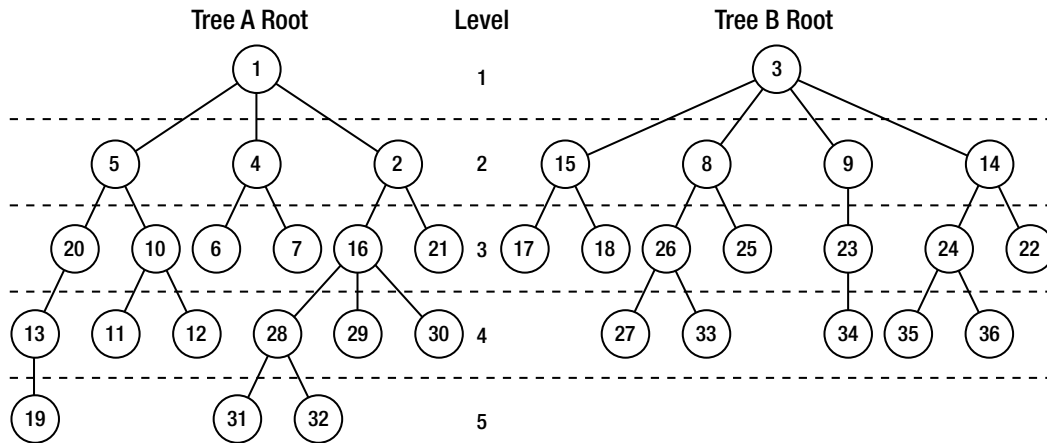 Tree A Root Level Tree B Root
1 1 3
5 4 2 2 15 8 9 14
20 10 6 7 16 21 3 17 18 26 25 23 24 22
13 11 12 28 29 30 4 27 33 34 35 36
19 31 32 5